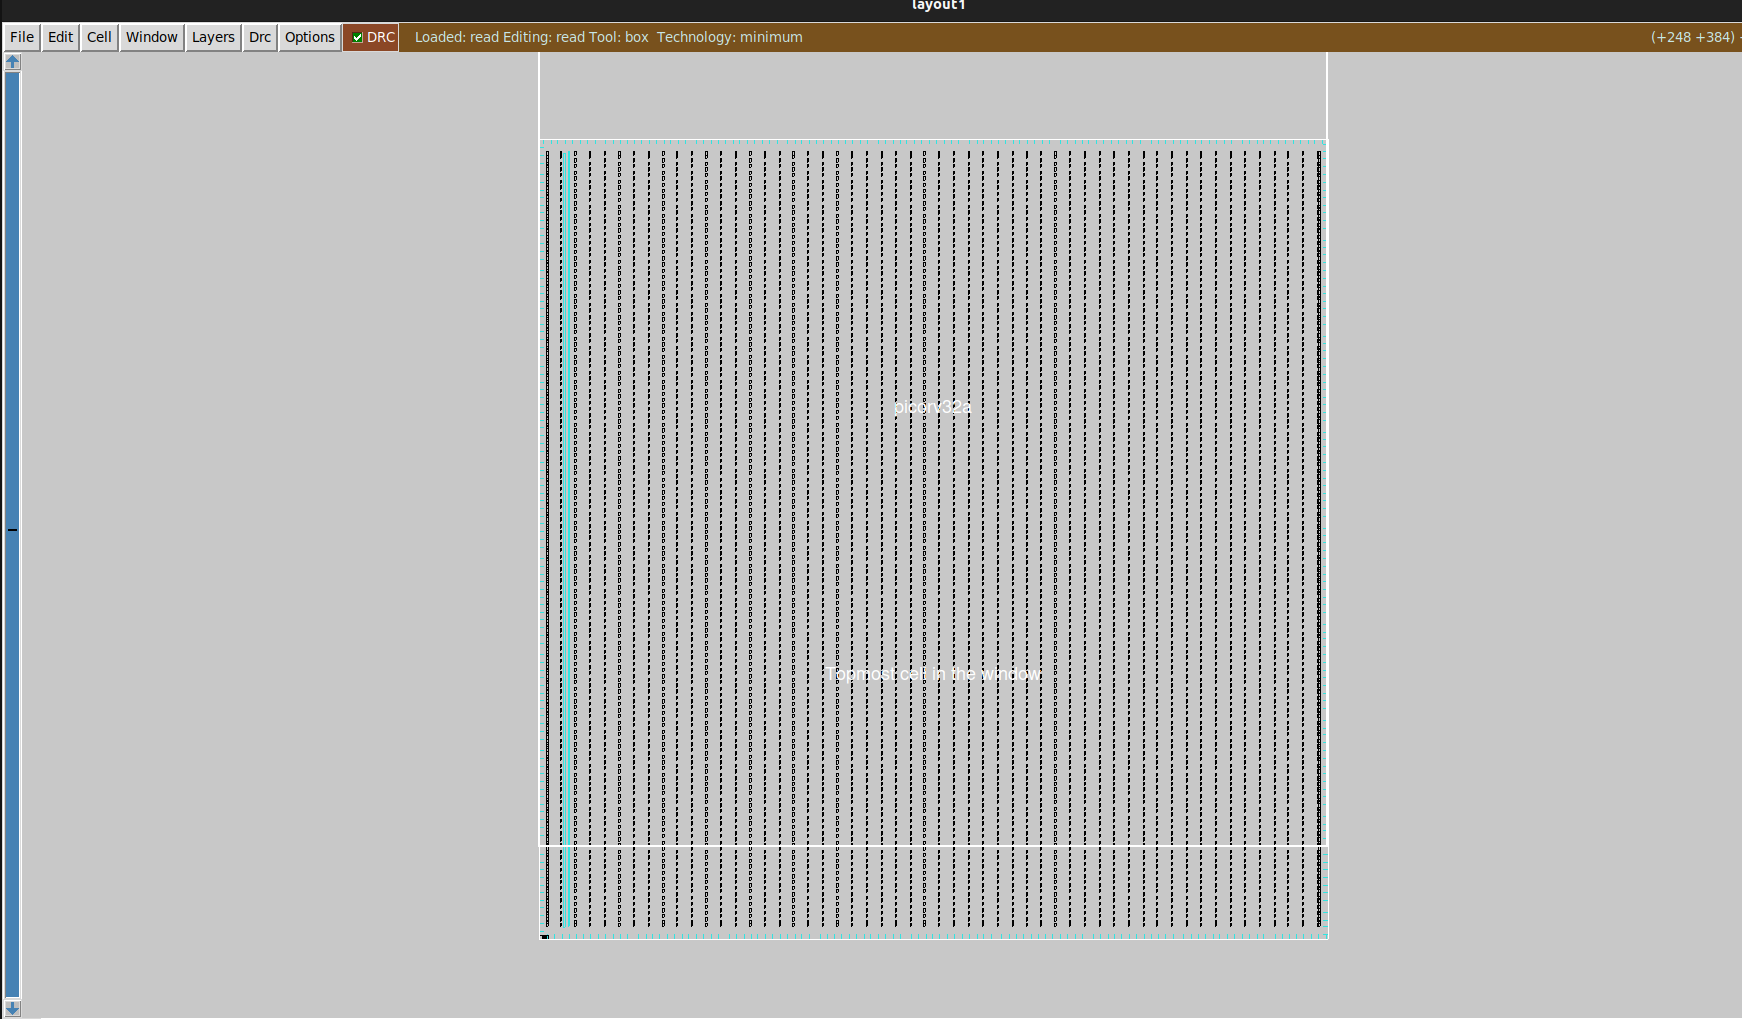 layout1
File Edit Cell Window Layers Drc Options DRC Loaded: read Editing: read Tool: box Technology: minimum (+248 +384)
picorv32a
Topmost cell in the window